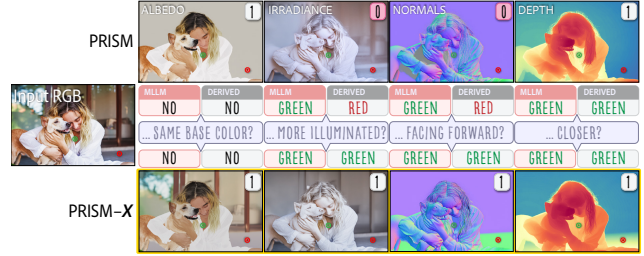 PRISM
ALBEDO 1
IRRADIANCE 0
NORMALS 0
DEPTH 1
Input RGB
MLLM DERIVED MLLM DERIVED MLLM DERIVED MLLM DERIVED
NO NO GREEN RED GREEN RED GREEN GREEN
... SAME BASE COLOR? ... MORE ILLUMINATED? ... FACING FORWARD? ... CLOSER?
NO NO GREEN GREEN GREEN GREEN GREEN GREEN
PRISM–X
1 1 1 1